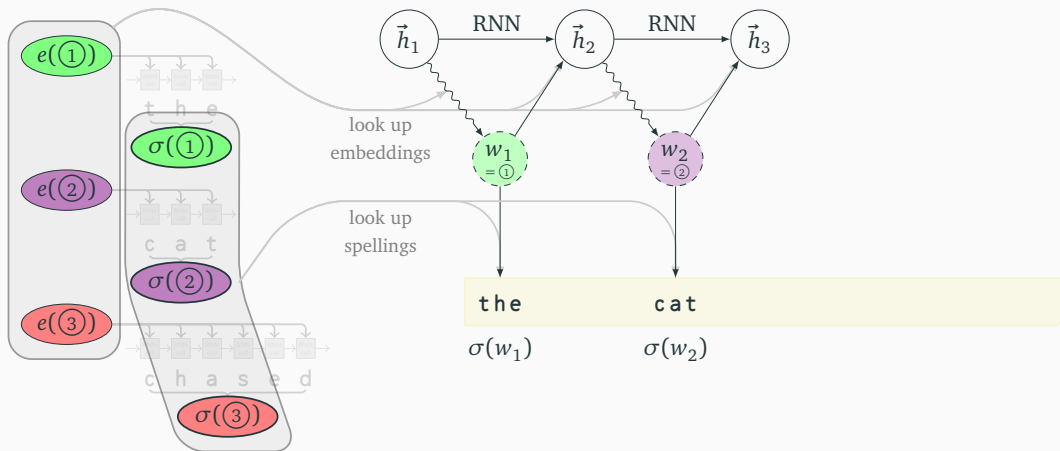 e(①)
t h e
σ(①)
e(②)
c a t
σ(②)
e(③)
c h a s e d
σ(③)
h⃗₁ RNN h⃗₂ RNN h⃗₃
look up
embeddings
w₁
= ①
w₂
= ②
look up
spellings
the cat
σ(w₁) σ(w₂)